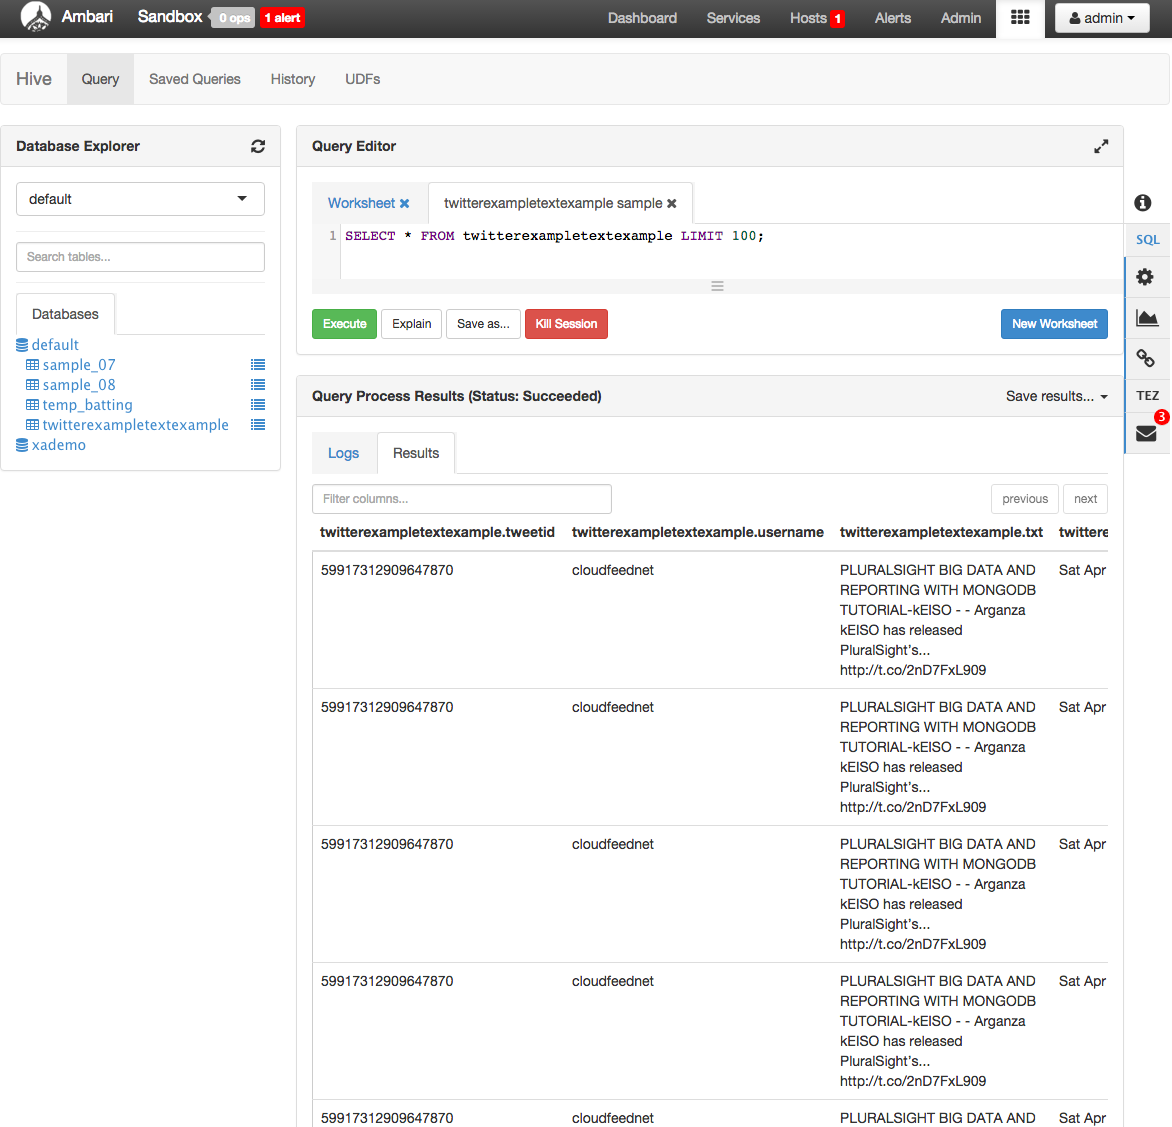 Ambari Sandbox 0 ops 1 alert Dashboard Services Hosts 1 Alerts Admin admin
Hive Query Saved Queries History UDFs
Database Explorer
default
Search tables...
Databases
default
sample_07
sample_08
temp_batting
twitterexampletextexample
xademo
Query Editor
Worksheet twitterexampletextexample sample
1 SELECT * FROM twitterexampletextexample LIMIT 100;
Execute Explain Save as... Kill Session New Worksheet
SQL
TEZ
3
Query Process Results (Status: Succeeded) Save results...
Logs Results
Filter columns... previous next
twitterexampletextexample.tweetid twitterexampletextexample.username twitterexampletextexample.txt twittere
59917312909647870 cloudfeednet PLURALSIGHT BIG DATA AND Sat Apr
REPORTING WITH MONGODB
TUTORIAL-kEISO - - Arganza
kEISO has released
PluralSight's...
http://t.co/2nD7FxL909
59917312909647870 cloudfeednet PLURALSIGHT BIG DATA AND Sat Apr
REPORTING WITH MONGODB
TUTORIAL-kEISO - - Arganza
kEISO has released
PluralSight's...
http://t.co/2nD7FxL909
59917312909647870 cloudfeednet PLURALSIGHT BIG DATA AND Sat Apr
REPORTING WITH MONGODB
TUTORIAL-kEISO - - Arganza
kEISO has released
PluralSight's...
http://t.co/2nD7FxL909
59917312909647870 cloudfeednet PLURALSIGHT BIG DATA AND Sat Apr
REPORTING WITH MONGODB
TUTORIAL-kEISO - - Arganza
kEISO has released
PluralSight's...
http://t.co/2nD7FxL909
59917312909647870 cloudfeednet PLURALSIGHT BIG DATA AND Sat Apr